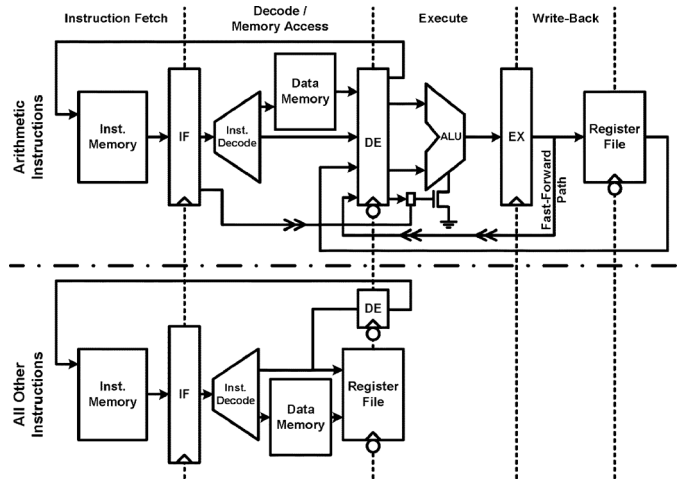 Instruction Fetch
Decode /
Memory Access
Execute
Write-Back
Arithmetic
Instructions
Inst.
Memory
IF
Inst.
Decode
Data
Memory
DE
ALU
EX
Fast-Forward
Path
Register
File
All Other
Instructions
Inst.
Memory
IF
Inst.
Decode
Data
Memory
DE
Register
File